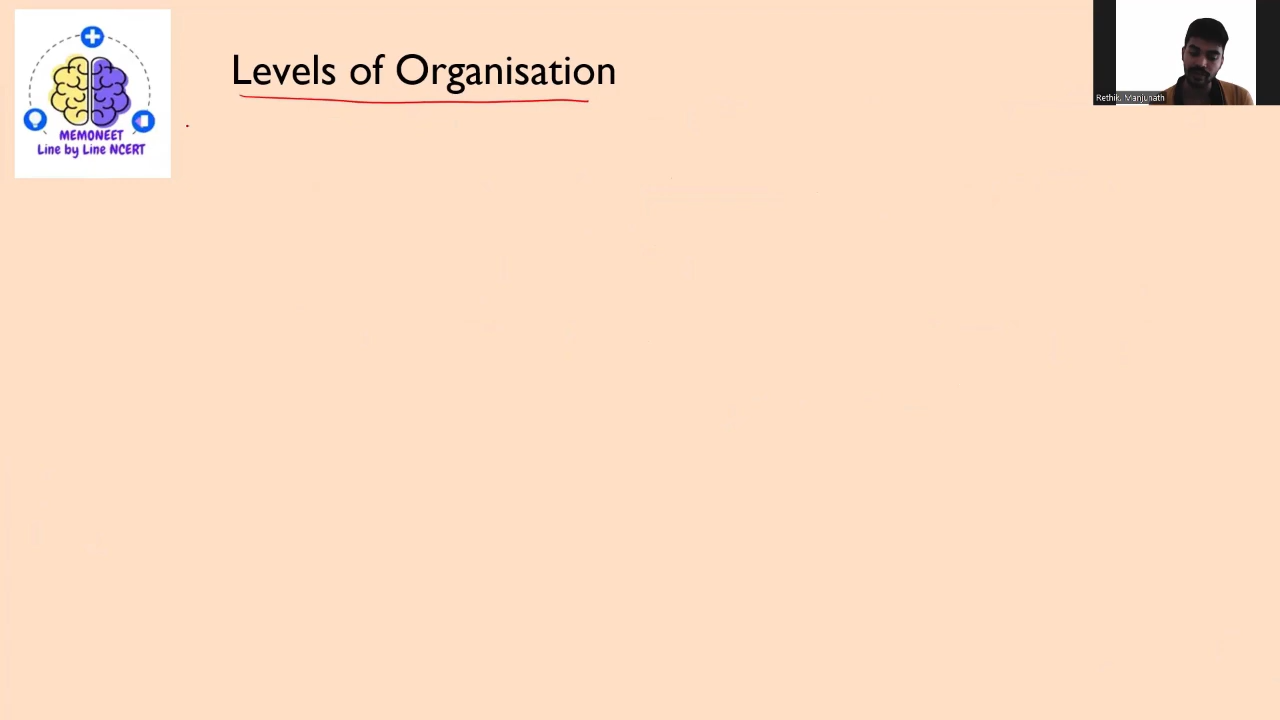 Levels of Organisation
MEMONEET
Line by Line NCERT
Rethik. Manjunath